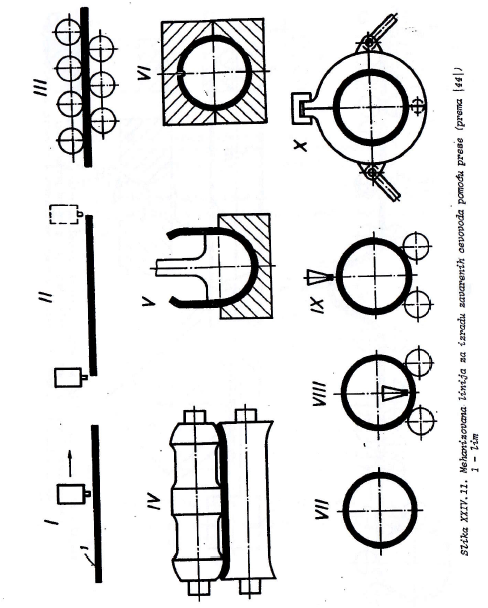 I
1
II
III
IV
V
VI
VII
VIII
IX
X
Slika XXIV.11. Mehanizovana linija za izradu zavarenih cevovoda pomoću prese (prema |44|)
1 - lim